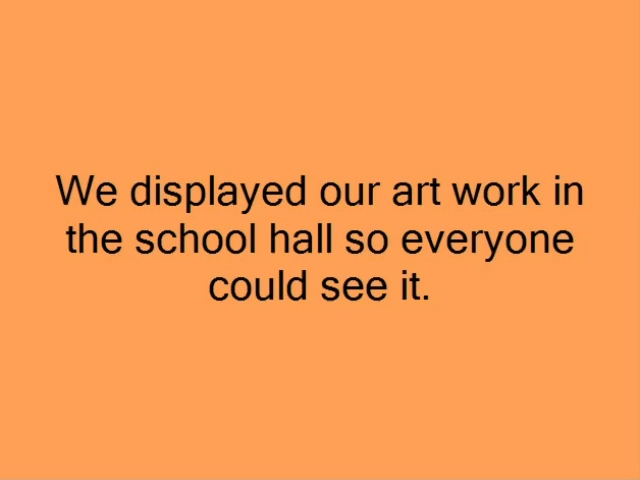 We displayed our art work in
the school hall so everyone
could see it.